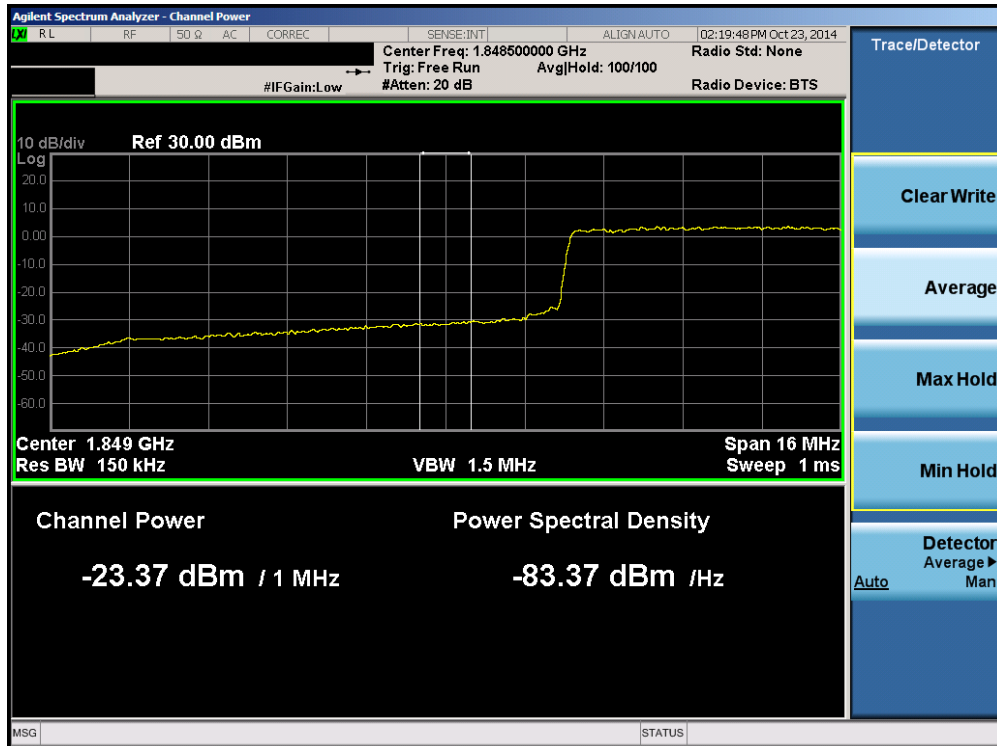 Agilent Spectrum Analyzer - Channel Power
LXI RL RF 50 Ω AC CORREC SENSE:INT ALIGN AUTO 02:19:48 PM Oct 23, 2014
Center Freq: 1.848500000 GHz Radio Std: None
Trig: Free Run Avg|Hold: 100/100
#IFGain:Low #Atten: 20 dB Radio Device: BTS
10 dB/div Ref 30.00 dBm
Log
20.0
10.0
0.00
-10.0
-20.0
-30.0
-40.0
-50.0
-60.0
Center 1.849 GHz Span 16 MHz
Res BW 150 kHz VBW 1.5 MHz Sweep 1 ms
Channel Power Power Spectral Density
-23.37 dBm / 1 MHz -83.37 dBm /Hz
MSG STATUS
Trace/Detector
Clear Write
Average
Max Hold
Min Hold
Detector
Average
Auto Man